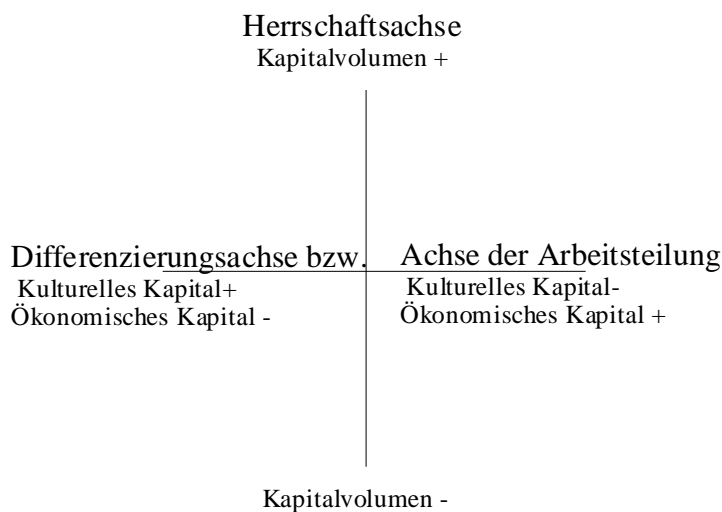 Herrschaftsachse
Kapitalvolumen +
Differenzierungsachse bzw. Achse der Arbeitsteilung
Kulturelles Kapital+ Kulturelles Kapital-
Ökonomisches Kapital - Ökonomisches Kapital +
Kapitalvolumen -